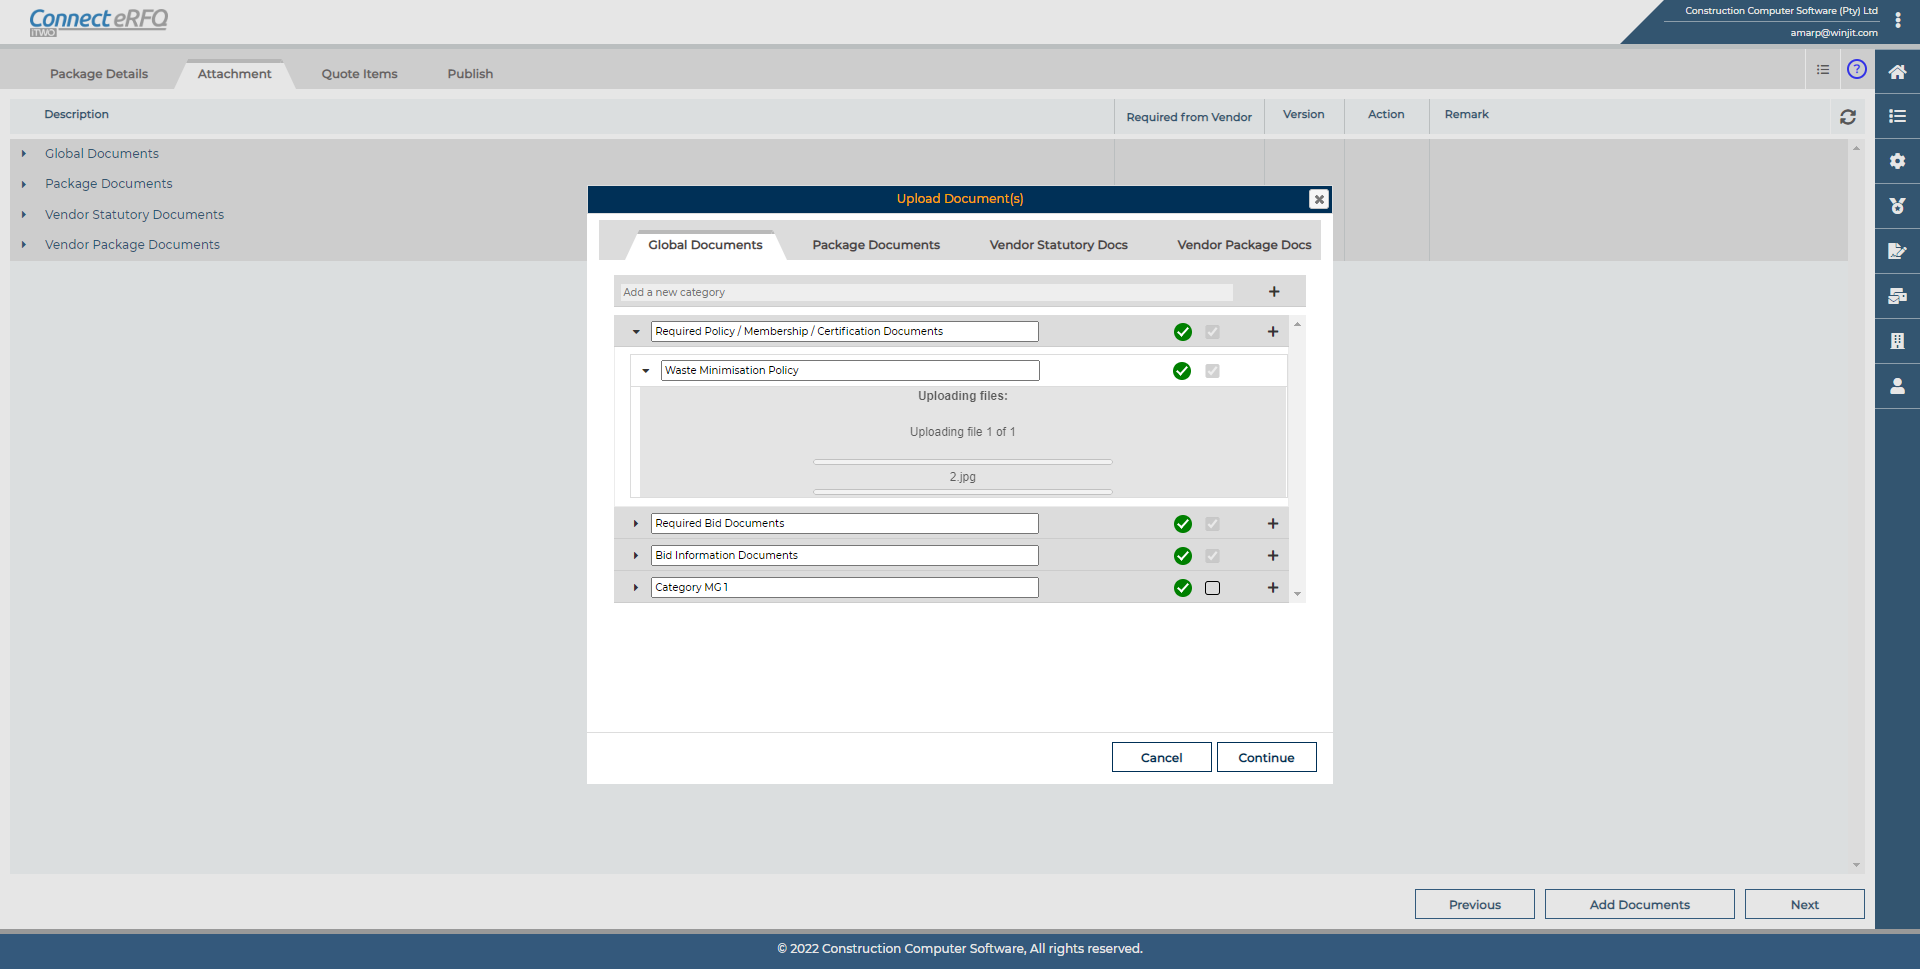 Connect eRFQ
iTWO
Construction Computer Software (Pty) Ltd
amarp@winjit.com
Package Details
Attachment
Quote Items
Publish
?
Description
Required from Vendor
Version
Action
Remark
Global Documents
Package Documents
Vendor Statutory Documents
Vendor Package Documents
Upload Document(s)
Global Documents
Package Documents
Vendor Statutory Docs
Vendor Package Docs
Add a new category
Required Policy / Membership / Certification Documents
Waste Minimisation Policy
Uploading files:
Uploading file 1 of 1
2.jpg
Required Bid Documents
Bid Information Documents
Category MG1
Cancel
Continue
Previous
Add Documents
Next
© 2022 Construction Computer Software, All rights reserved.